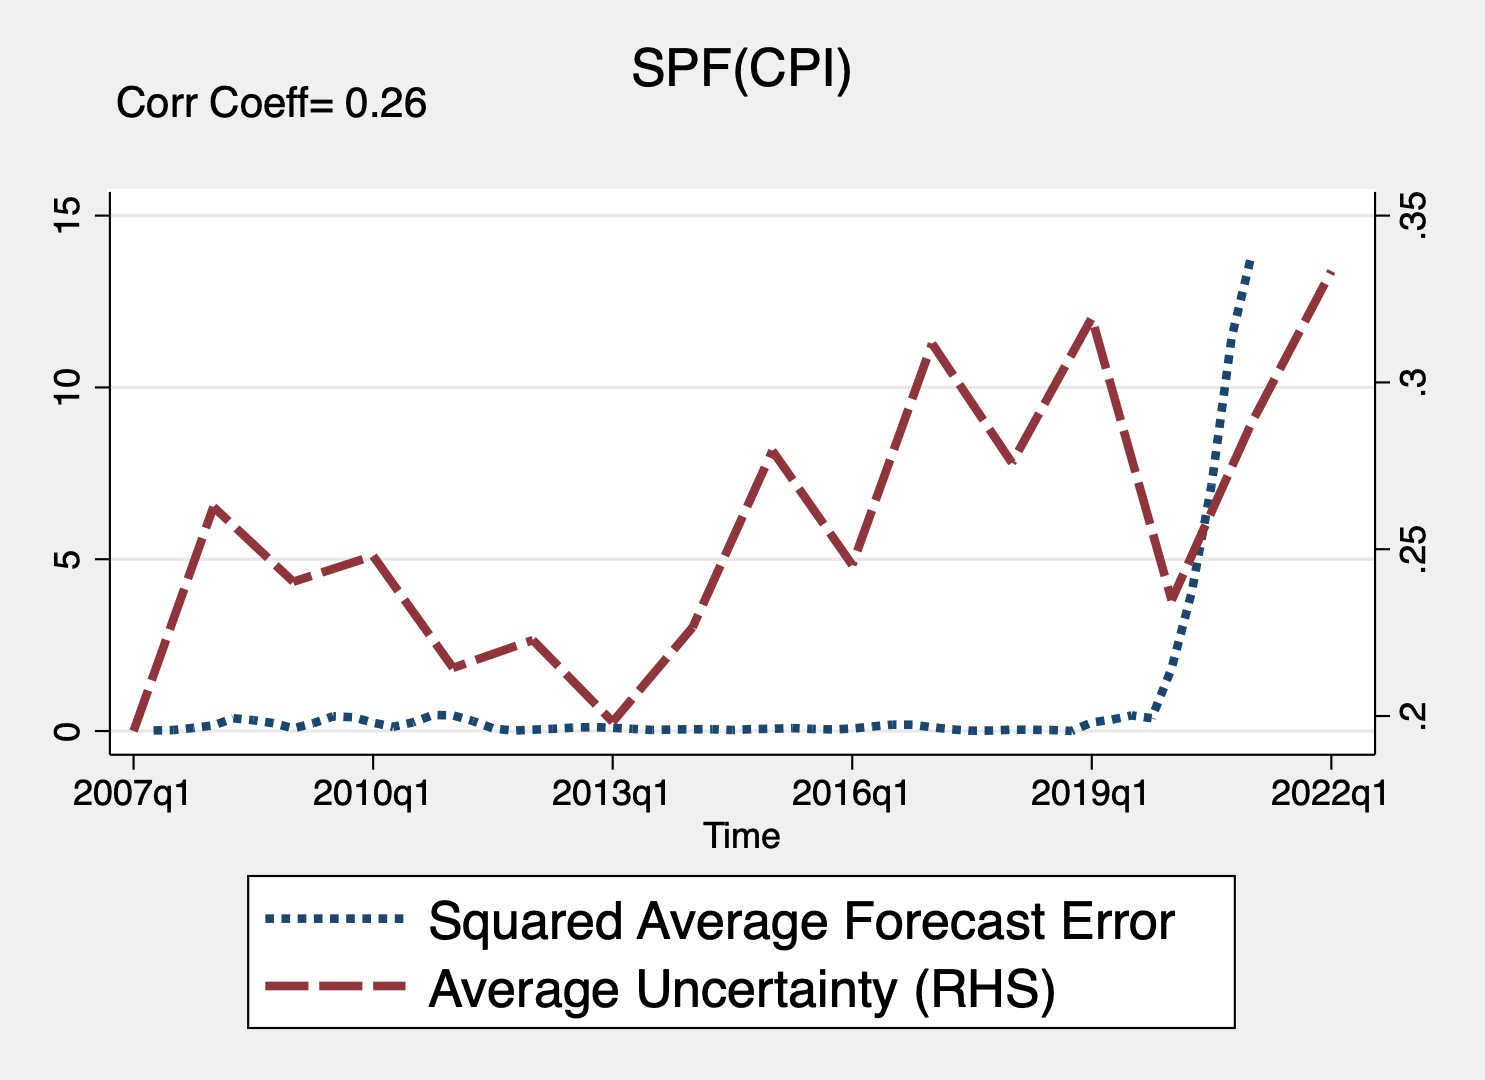 SPF(CPI)
Corr Coeff= 0.26
15
10
5
0
.35
.3
.25
.2
2007q1 2010q1 2013q1 2016q1 2019q1 2022q1
Time
Squared Average Forecast Error
Average Uncertainty (RHS)